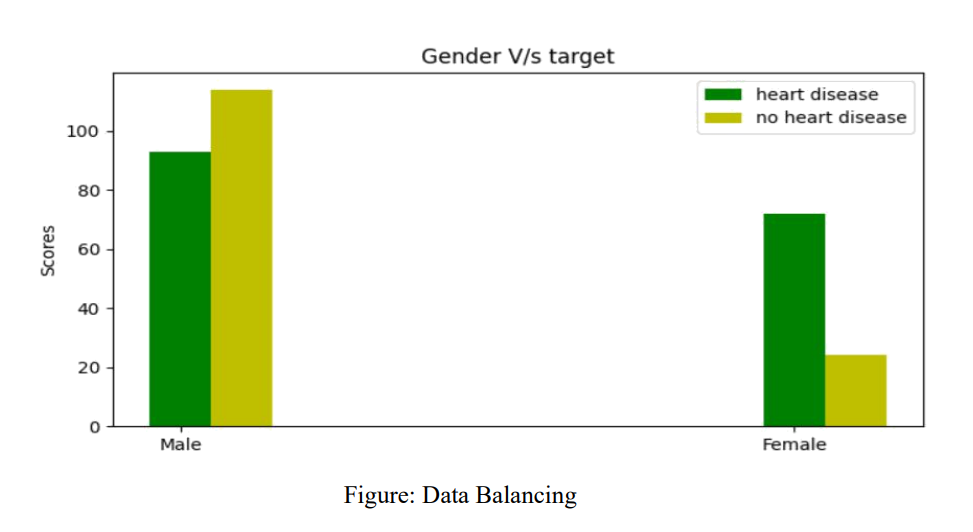 Gender V/s target
heart disease
no heart disease
Scores
100
80
60
40
20
0
Male
Female
Figure: Data Balancing